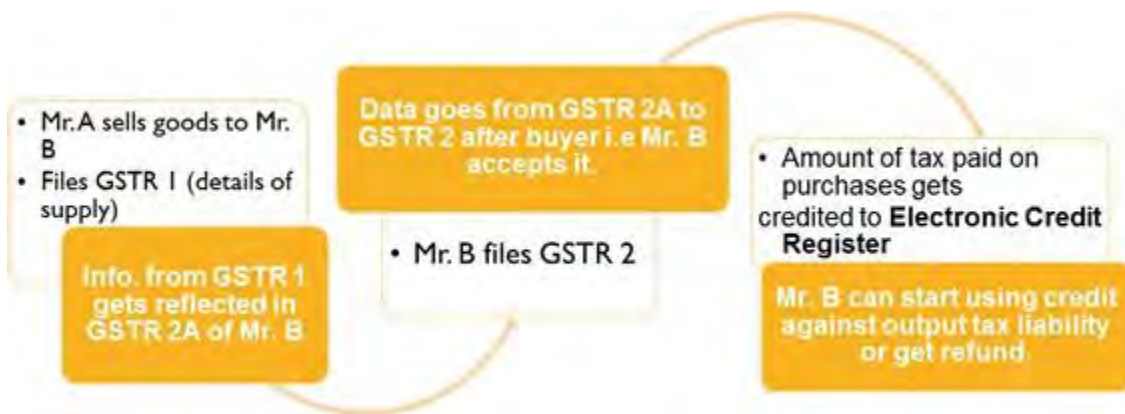 • Mr. A sells goods to Mr.
B
• Files GSTR 1 (details of
supply)
Info. from GSTR 1
gets reflected in
GSTR 2A of Mr. B
Data goes from GSTR 2A to
GSTR 2 after buyer i.e Mr. B
accepts it.
• Mr. B files GSTR 2
• Amount of tax paid on
purchases gets
credited to Electronic Credit
Register
Mr. B can start using credit
against output tax liability
or get refund